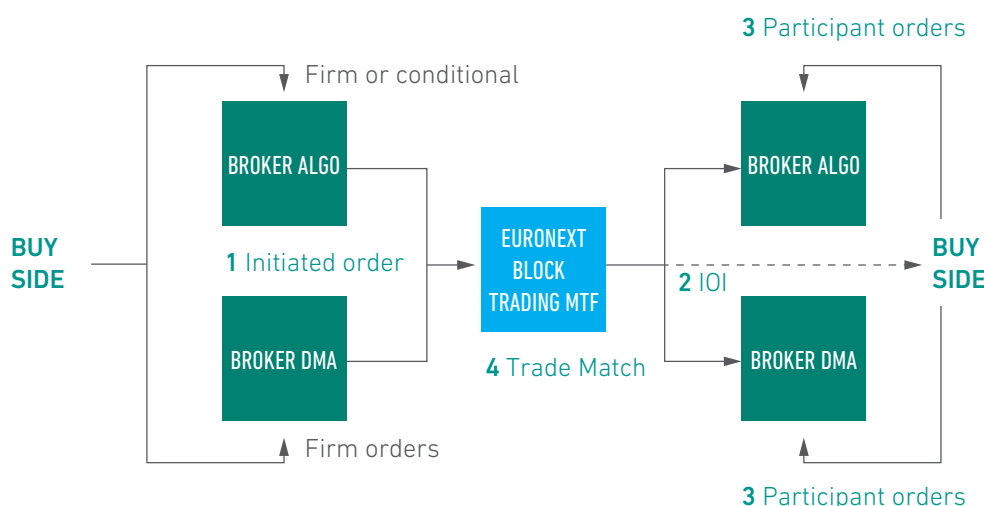 3 Participant orders
Firm or conditional
BROKER ALGO
BROKER ALGO
BUY
SIDE
1 Initiated order
EURONEXT
BLOCK
TRADING MTF
2 IOI
BUY
SIDE
BROKER DMA
4 Trade Match
BROKER DMA
Firm orders
3 Participant orders